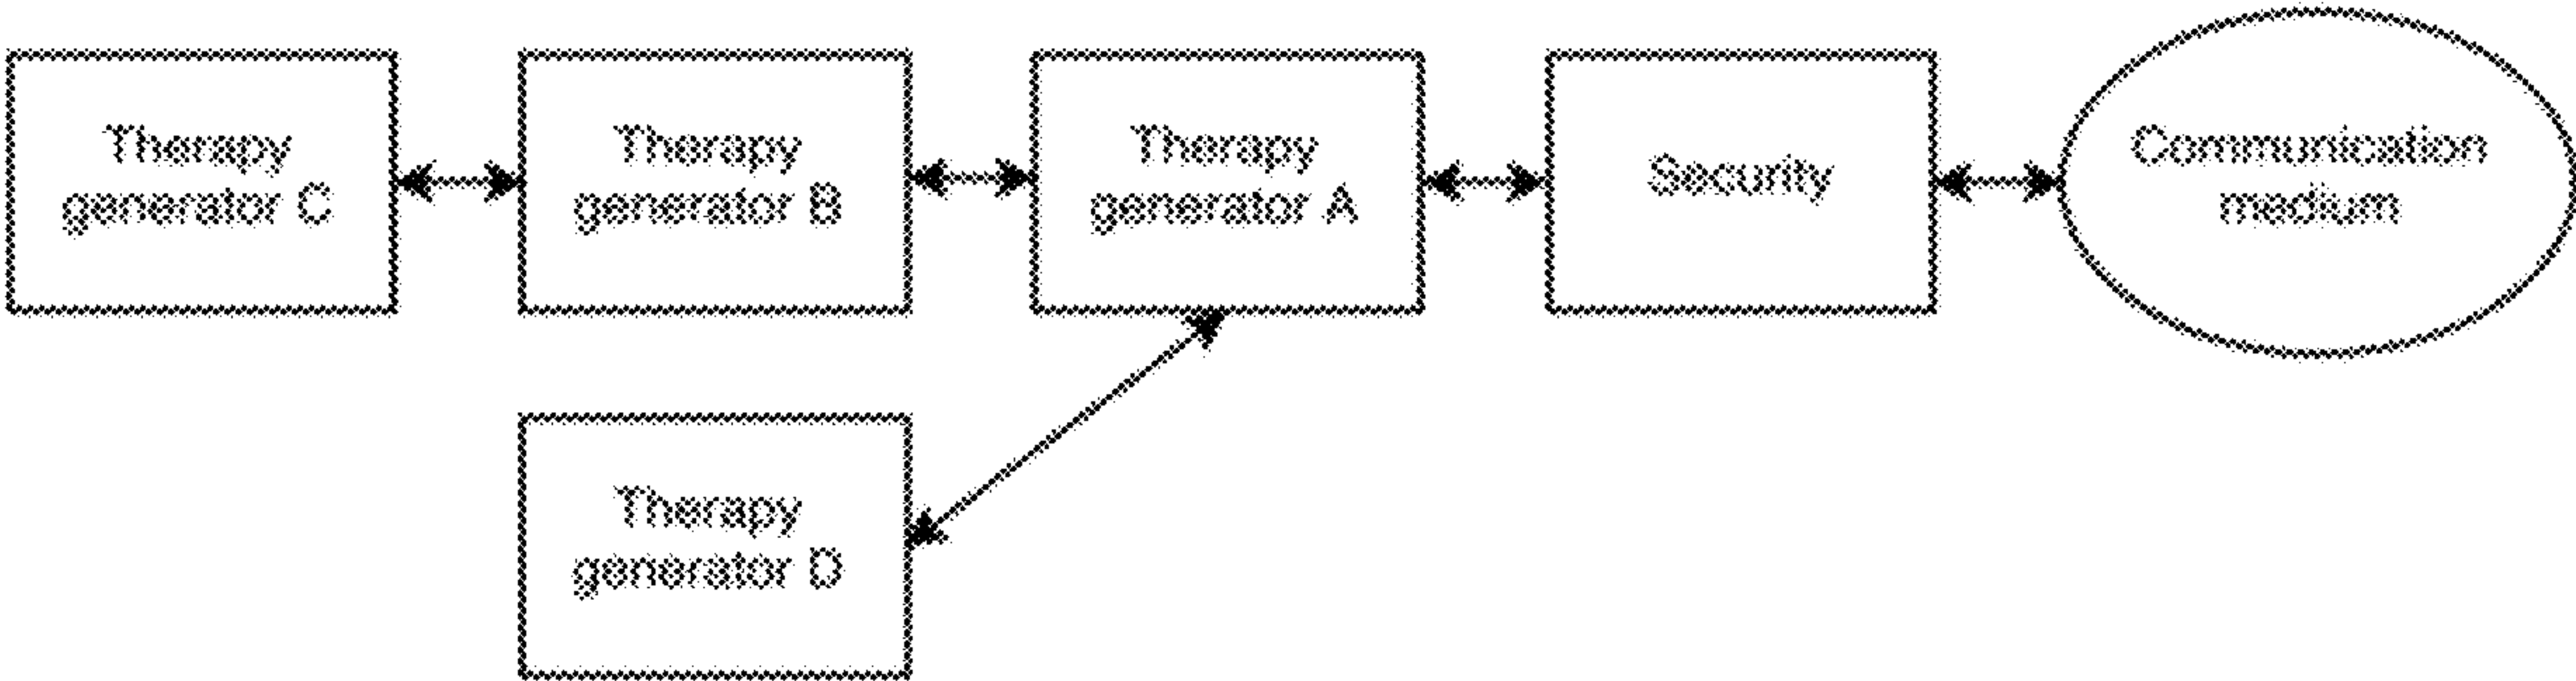 Therapy
generator C
Therapy
generator B
Therapy
generator A
Security
Communication
medium
Therapy
generator D